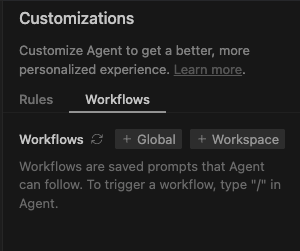 Customizations
Customize Agent to get a better, more
personalized experience. Learn more.
Rules Workflows
Workflows + Global + Workspace
Workflows are saved prompts that Agent
can follow. To trigger a workflow, type "/" in
Agent.